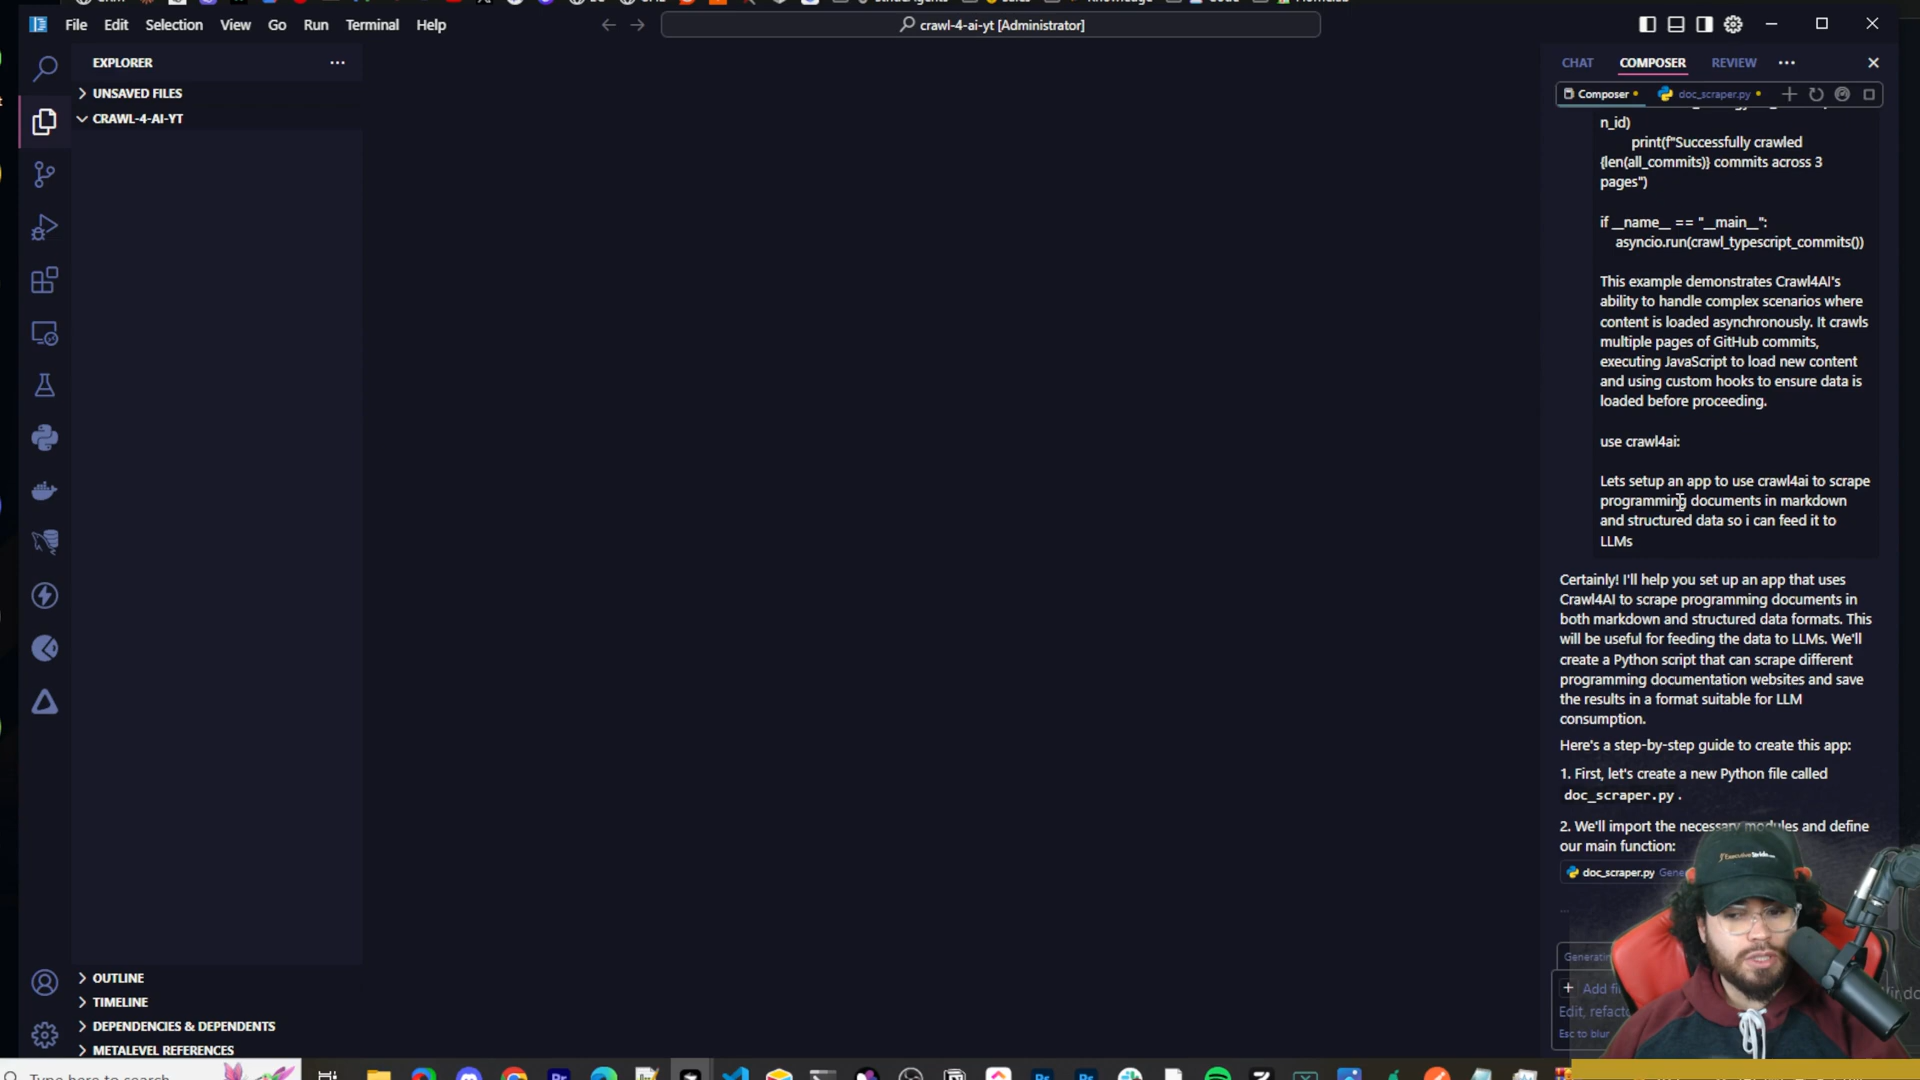 File Edit Selection View Go Run Terminal Help
crawl-4-ai-yt [Administrator]
EXPLORER
UNSAVED FILES
CRAWL-4-AI-YT
OUTLINE
TIMELINE
DEPENDENCIES & DEPENDENTS
METALEVEL REFERENCES
CHAT COMPOSER REVIEW
Composer doc_scraper.py
n_id)
print(f"Successfully crawled
{len(all_commits)} commits across 3
pages")
if __name__ == "__main__":
asyncio.run(crawl_typescript_commits())
This example demonstrates Crawl4AI's
ability to handle complex scenarios where
content is loaded asynchronously. It crawls
multiple pages of GitHub commits,
executing JavaScript to load new content
and using custom hooks to ensure data is
loaded before proceeding.
use crawl4ai:
Lets setup an app to use crawl4ai to scrape
programming documents in markdown
and structured data so i can feed it to
LLMs
Certainly! I'll help you set up an app that uses
Crawl4AI to scrape programming documents in
both markdown and structured data formats. This
will be useful for feeding the data to LLMs. We'll
create a Python script that can scrape different
programming documentation websites and save
the results in a format suitable for LLM
consumption.
Here's a step-by-step guide to create this app:
1. First, let's create a new Python file called
doc_scraper.py .
2. We'll import the necessary modules and define
our main function:
doc_scraper.py
Add
Edit,
Esc to blur
Type here to search